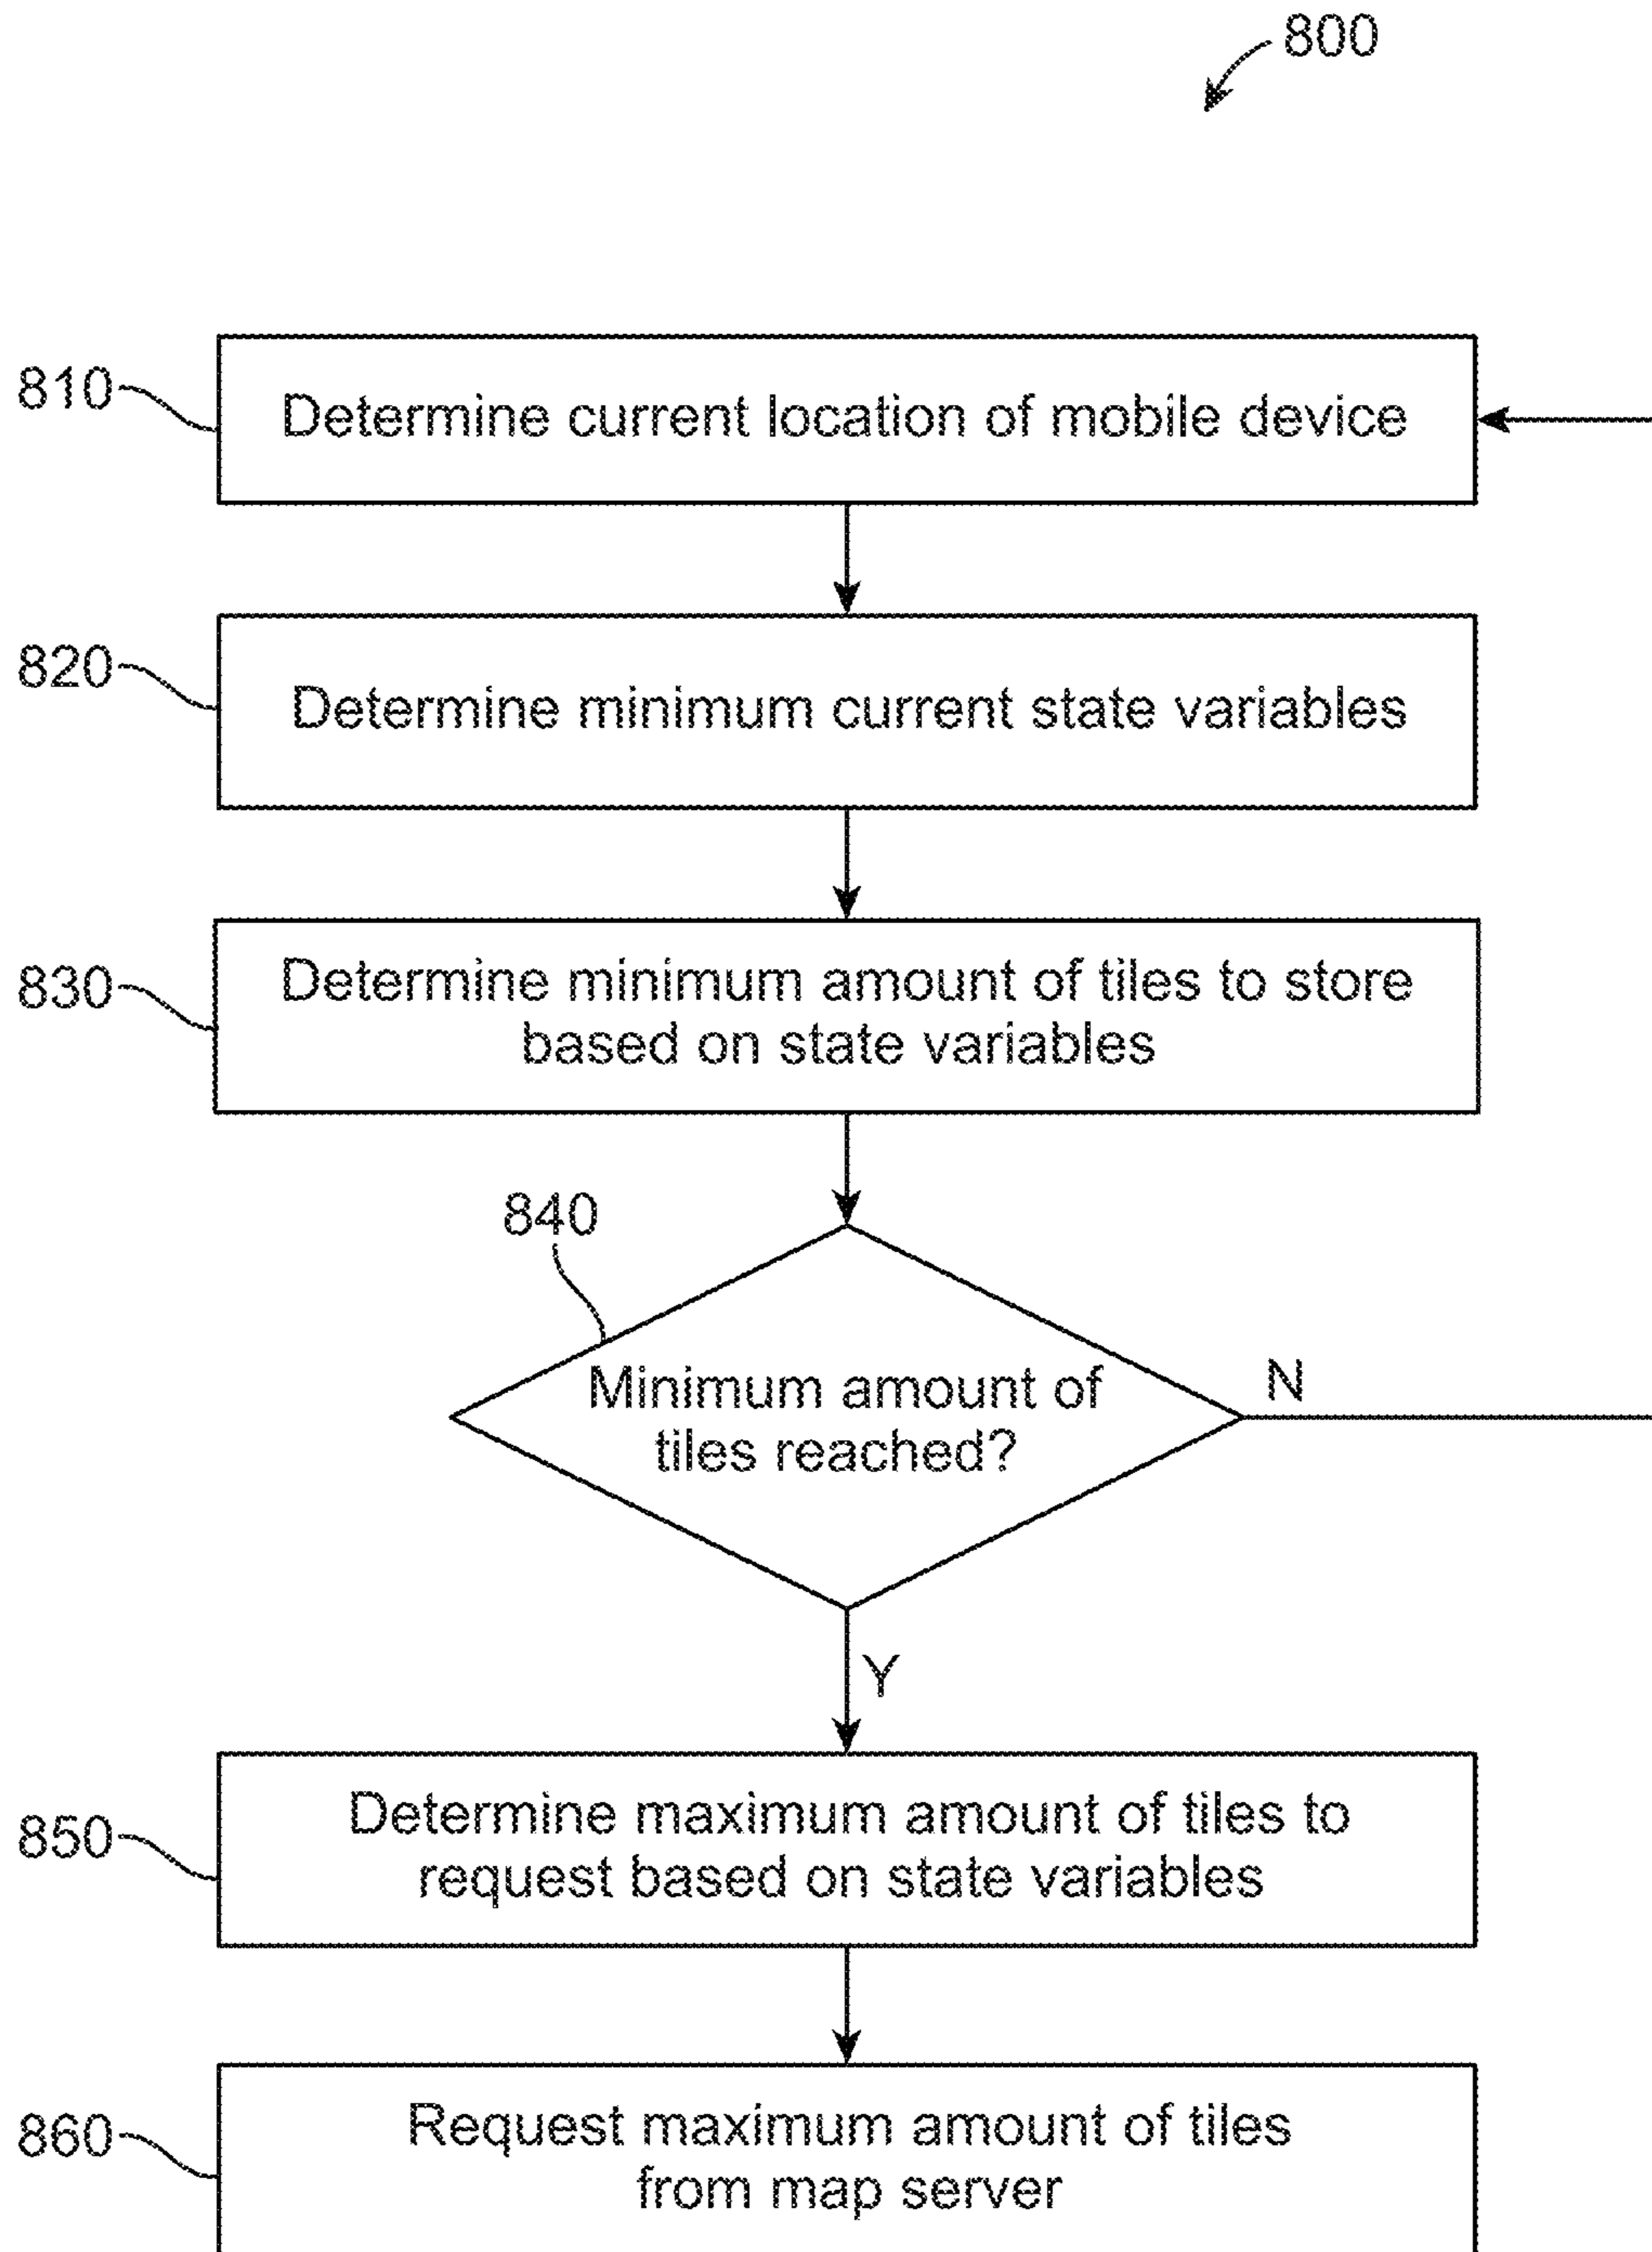 800
810
Determine current location of mobile device
820
Determine minimum current state variables
830
Determine minimum amount of tiles to store
based on state variables
840
Minimum amount of
tiles reached?
N
Y
850
Determine maximum amount of tiles to
request based on state variables
860
Request maximum amount of tiles
from map server